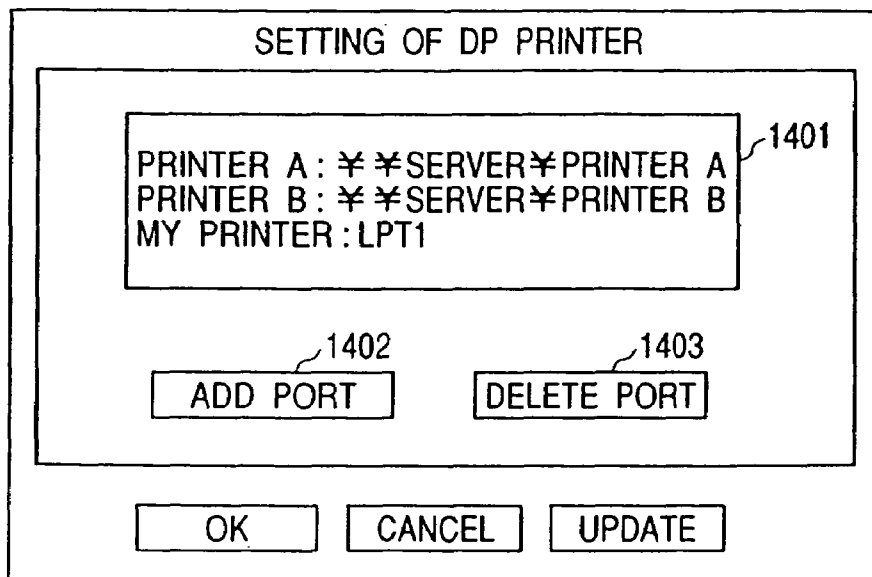 SETTING OF DP PRINTER
1401
PRINTER A:¥¥SERVER¥PRINTER A
PRINTER B:¥¥SERVER¥PRINTER B
MY PRINTER:LPT1
1402
1403
ADD PORT
DELETE PORT
OK
CANCEL
UPDATE